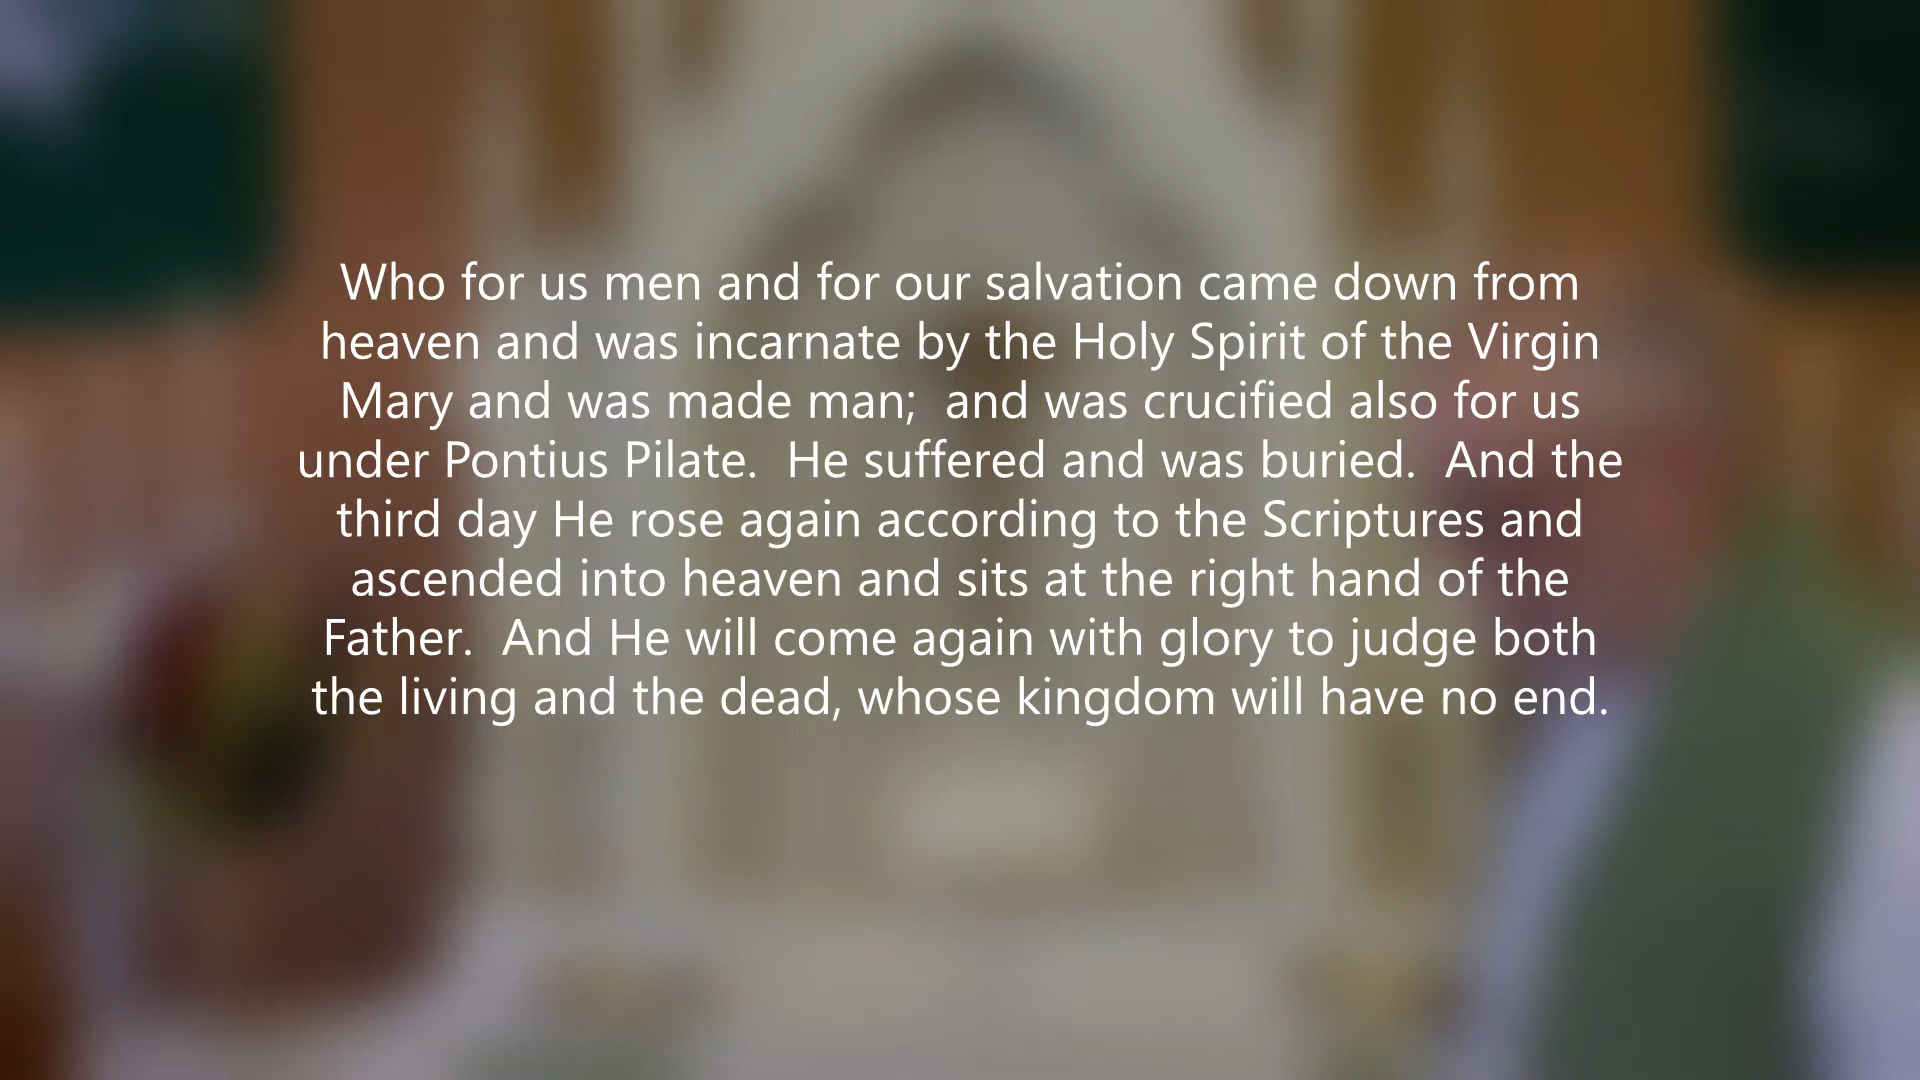 Who for us men and for our salvation came down from
heaven and was incarnate by the Holy Spirit of the Virgin
Mary and was made man;  and was crucified also for us
under Pontius Pilate.  He suffered and was buried.  And the
third day He rose again according to the Scriptures and
ascended into heaven and sits at the right hand of the
Father.  And He will come again with glory to judge both
the living and the dead, whose kingdom will have no end.